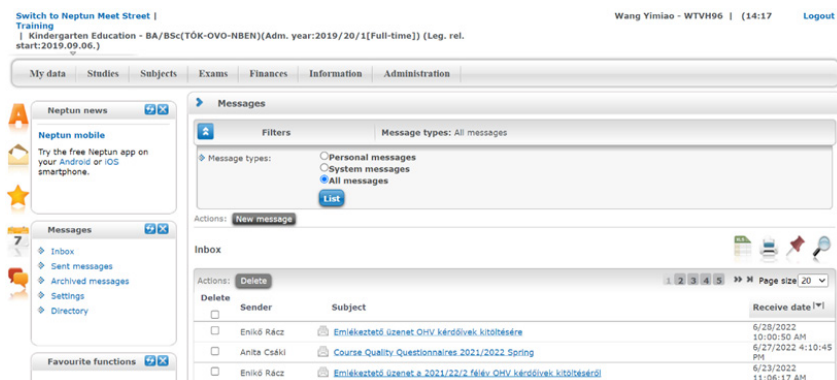 Switch to Neptun Meet Street |
Training
| Kindergarten Education - BA/BSc(TÓK-OVO-NBEN)(Adm. year:2019/20/1[Full-time]) (Leg. rel.
start:2019.09.06.)
Wang Yimiao - WTVH96 | (14:17 Logout
My data Studies Subjects Exams Finances Information Administration
Neptun news
Neptun mobile
Try the free Neptun app on
your Android or iOS
smartphone.
7
Messages
Inbox
Sent messages
Archived messages
Settings
Directory
Favourite functions
Messages
Filters Message types: All messages
Message types:
Personal messages
System messages
All messages
List
Actions: New message
Inbox
Actions: Delete 1 2 3 4 5 Page size 20
Delete Sender Subject Receive date
Enikő Rácz Emlékeztető üzenet OHV kérdőívek kitöltésére 6/28/2022
10:00:50 AM
Anita Csáki Course Quality Questionnaires 2021/2022 Spring 6/27/2022 4:10:45
PM
Enikő Rácz Emlékeztető üzenet a 2021/22/2 félév OHV kérdőívek kitöltéséről 6/23/2022
11:06:17 AM